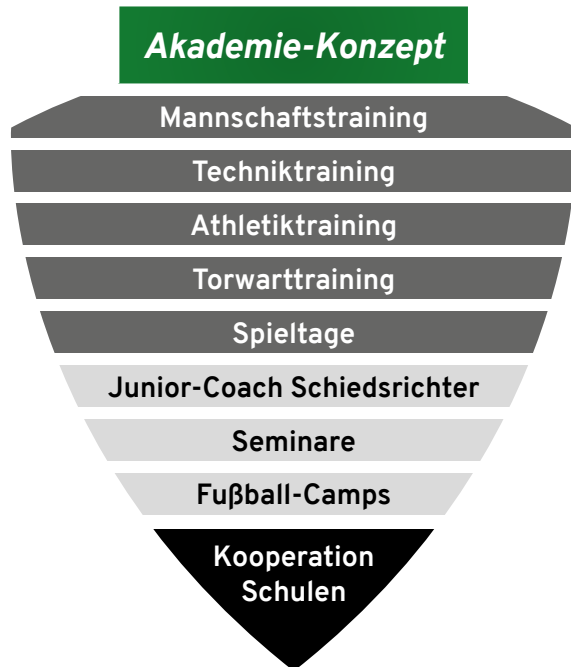 Akademie-Konzept
Mannschaftstraining
Techniktraining
Athletiktraining
Torwarttraining
Spieltage
Junior-Coach Schiedsrichter
Seminare
Fußball-Camps
Kooperation
Schulen